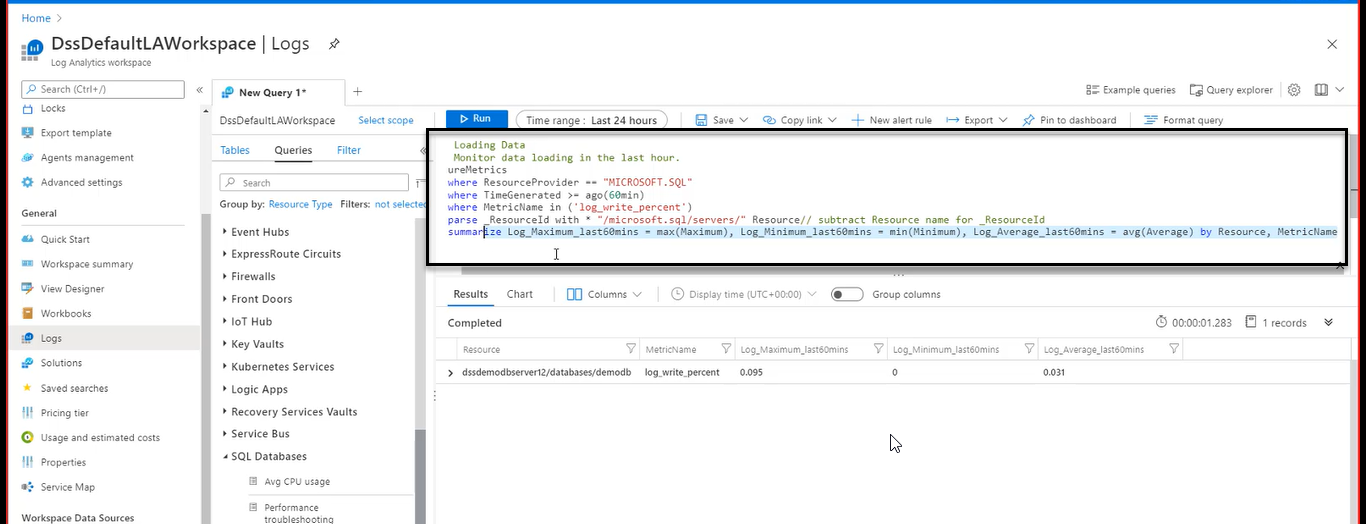 Home >
DssDefaultLAWorkspace | Logs
Log Analytics workspace
Search (Ctrl+/)
«
Locks
Export template
Agents management
Advanced settings
General
Quick Start
Workspace summary
View Designer
Workbooks
Logs
Solutions
Saved searches
Pricing tier
Usage and estimated costs
Properties
Service Map
Workspace Data Sources
New Query 1*
Example queries
Query explorer
DssDefaultLAWorkspace
Select scope
Run
Time range : Last 24 hours
Save
Copy link
New alert rule
Export
Pin to dashboard
Format query
Tables
Queries
Filter
«
Search
Group by: Resource Type
Filters: not selected
Event Hubs
ExpressRoute Circuits
Firewalls
Front Doors
IoT Hub
Key Vaults
Kubernetes Services
Logic Apps
Recovery Services Vaults
Service Bus
SQL Databases
Avg CPU usage
Performance
troubleshooting
Loading Data
Monitor data loading in the last hour.
ureMetrics
where ResourceProvider == "MICROSOFT.SQL"
where TimeGenerated >= ago(60min)
where MetricName in ('log_write_percent')
parse _ResourceId with * "/microsoft.sql/servers/" Resource// subtract Resource name for _ResourceId
summarize Log_Maximum_last60mins = max(Maximum), Log_Minimum_last60mins = min(Minimum), Log_Average_last60mins = avg(Average) by Resource, MetricName
Results
Chart
Columns
Display time (UTC+00:00)
Group columns
Completed
00:00:01.283
1 records
Resource MetricName Log_Maximum_last60mins Log_Minimum_last60mins Log_Average_last60mins
dssdemodbserver12/databases/demodb log_write_percent 0.095 0 0.031